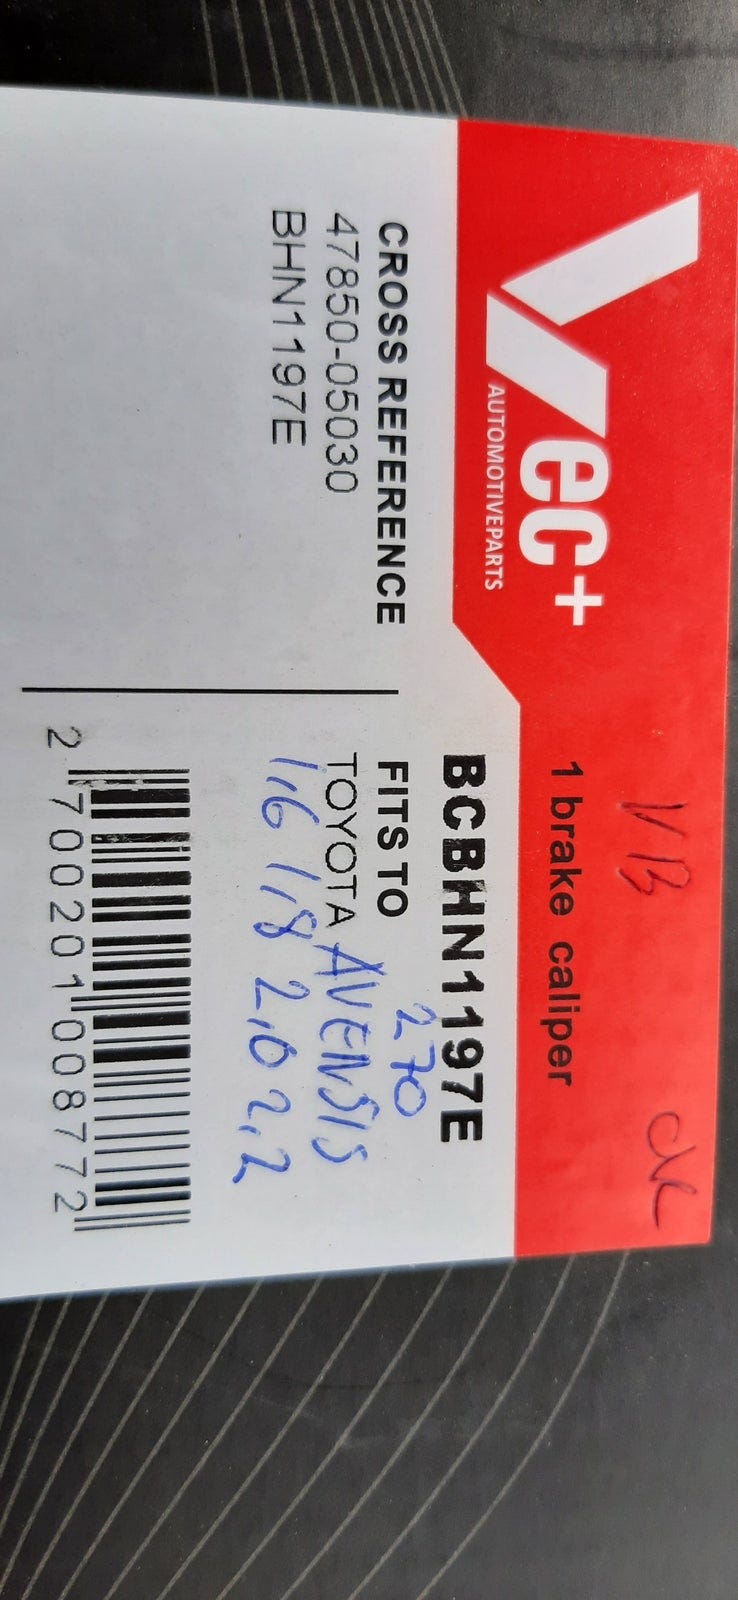 Vec+
AUTOMOTIVEPARTS
1 brake caliper
VB
BCBHN1197E
CROSS REFERENCE
47850-05030
BHN1197E
FITS TO
270
TOYOTA AVENSIS
1,6 1,8 2,0 2,2
2 700201 008772